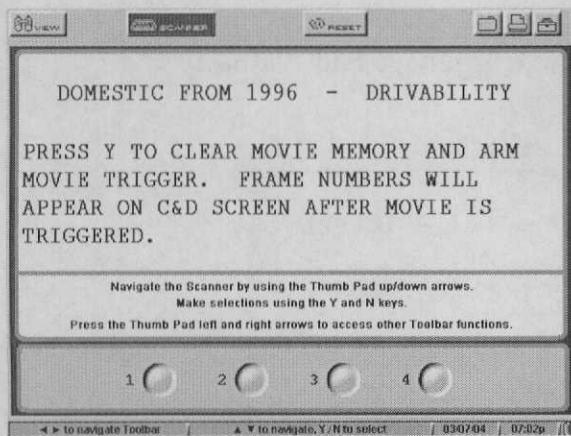 VIEW SCANNER RESET
DOMESTIC FROM 1996 - DRIVABILITY
PRESS Y TO CLEAR MOVIE MEMORY AND ARM
MOVIE TRIGGER. FRAME NUMBERS WILL
APPEAR ON C&D SCREEN AFTER MOVIE IS
TRIGGERED.
Navigate the Scanner by using the Thumb Pad up/down arrows.
Make selections using the Y and N keys.
Press the Thumb Pad left and right arrows to access other Toolbar functions.
1 2 3 4
◄ ► to navigate Toolbar ▲ ▼ to navigate, Y / N to select 03/07/04 07:02p